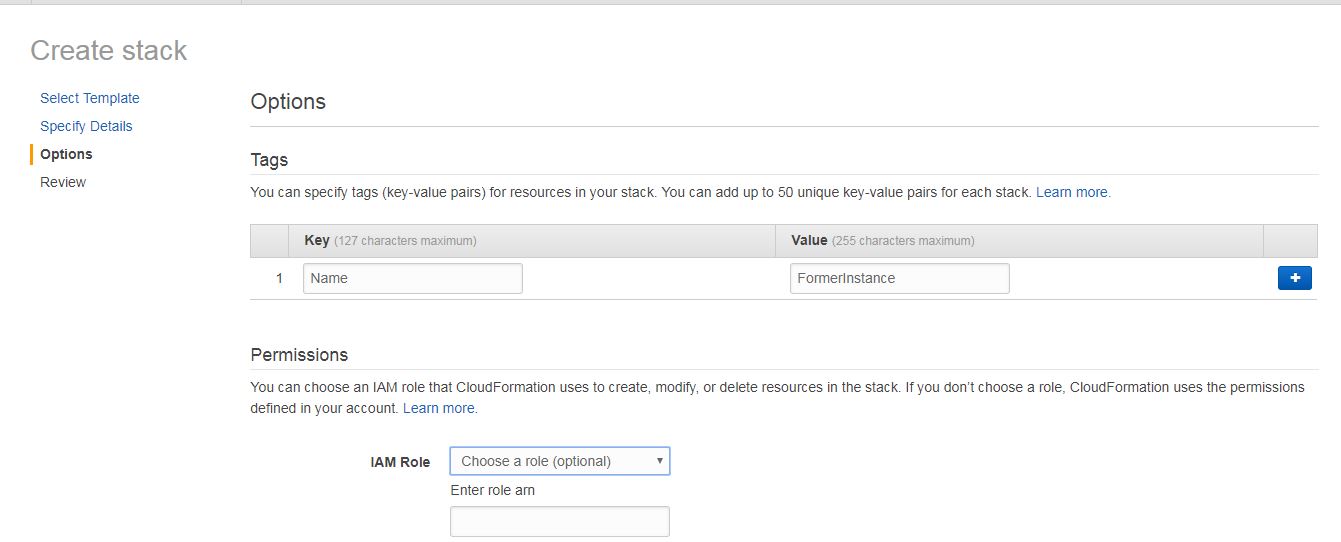 Create stack
Select Template
Specify Details
Options
Review
Options
Tags
You can specify tags (key-value pairs) for resources in your stack. You can add up to 50 unique key-value pairs for each stack. Learn more.
Key (127 characters maximum) Value (255 characters maximum)
1 Name FormerInstance +
Permissions
You can choose an IAM role that CloudFormation uses to create, modify, or delete resources in the stack. If you don't choose a role, CloudFormation uses the permissions
defined in your account. Learn more.
IAM Role Choose a role (optional)
Enter role arn